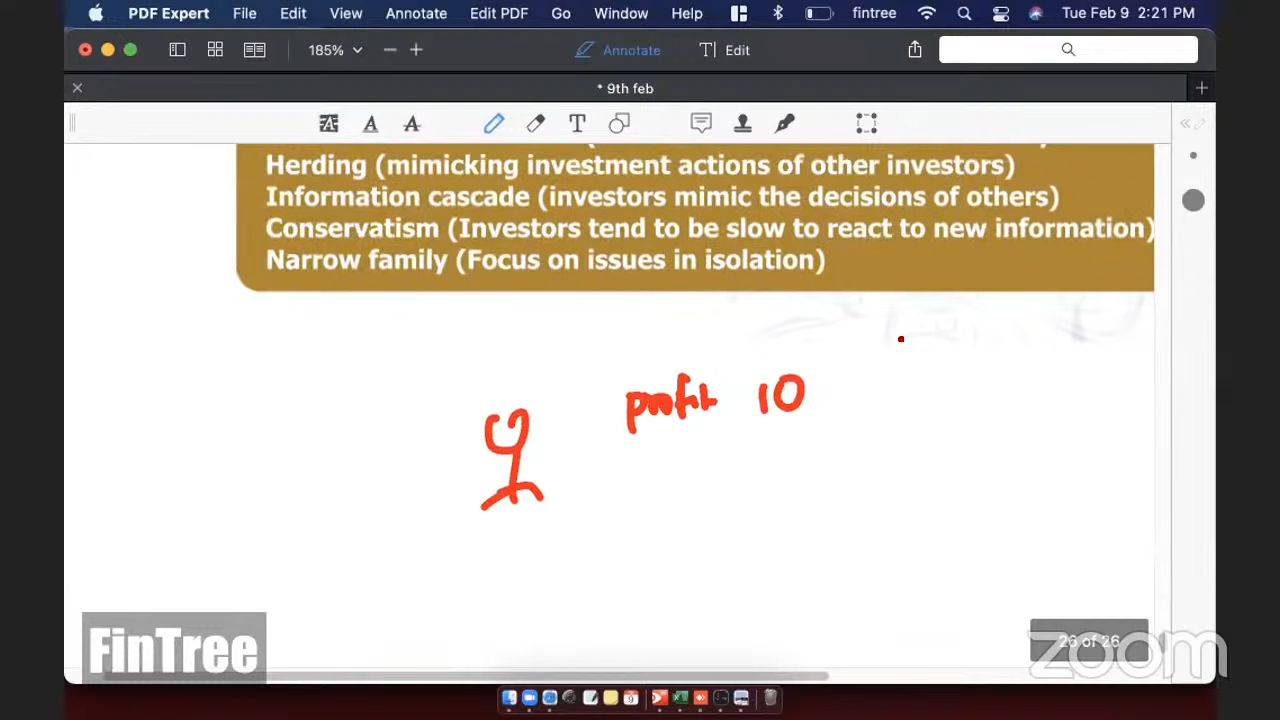 PDF Expert File Edit View Annotate Edit PDF Go Window Help fintree Tue Feb 9 2:21 PM
185% Annotate T Edit
* 9th feb
Herding (mimicking investment actions of other investors)
Information cascade (investors mimic the decisions of others)
Conservatism (Investors tend to be slow to react to new information)
Narrow family (Focus on issues in isolation)
profit 10
26 of 26
FinTree
zoom